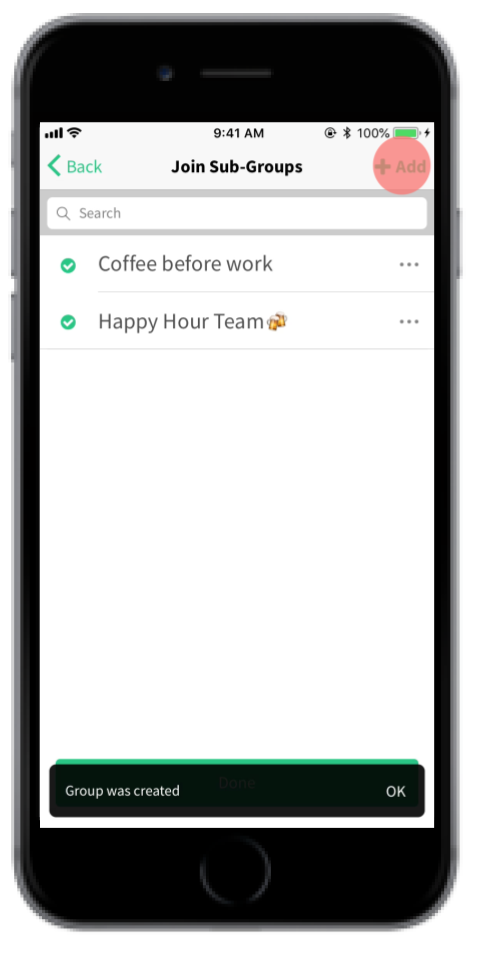 9:41 AM
100%
Back
Join Sub-Groups
+ Add
Search
Coffee before work
...
Happy Hour Team🍻
...
Done
Group was created
OK